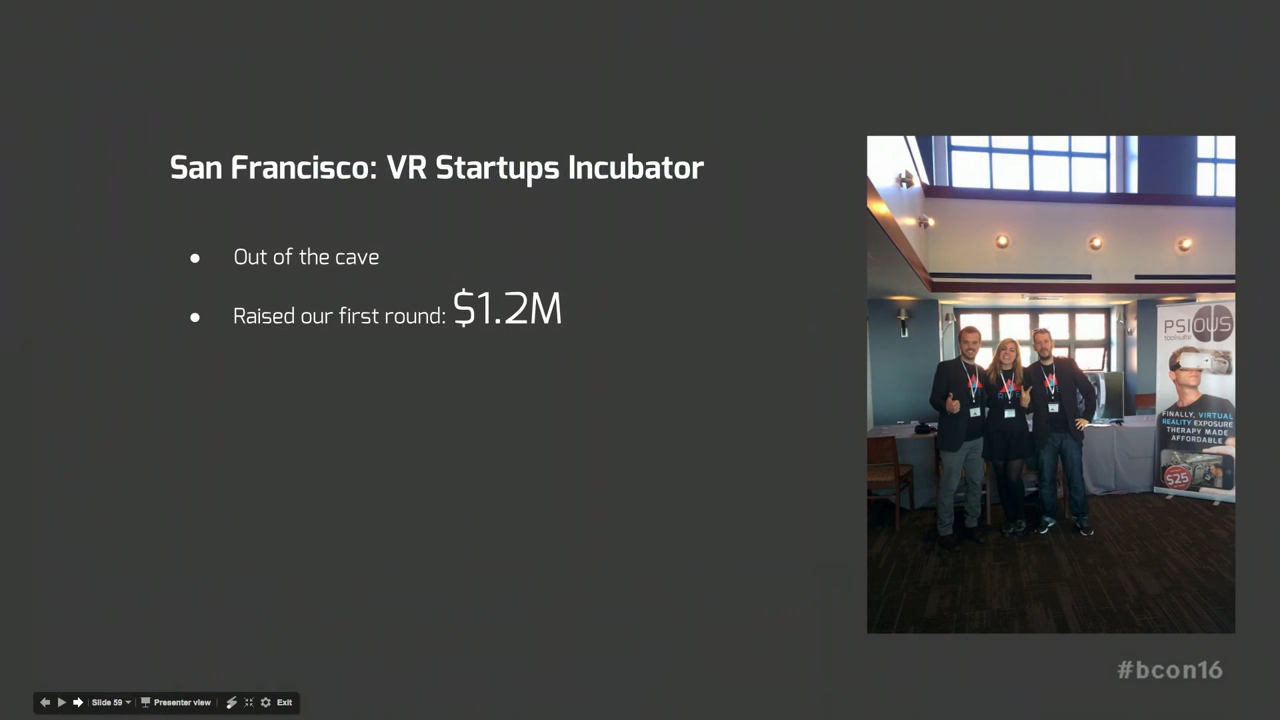 San Francisco: VR Startups Incubator
● Out of the cave
● Raised our first round: $1.2M
PSIOUS
toolsuite
FINALLY, VIRTUAL
REALITY EXPOSURE
THERAPY MADE
AFFORDABLE
$25
#bcon16
Slide 59
Presenter view
Exit